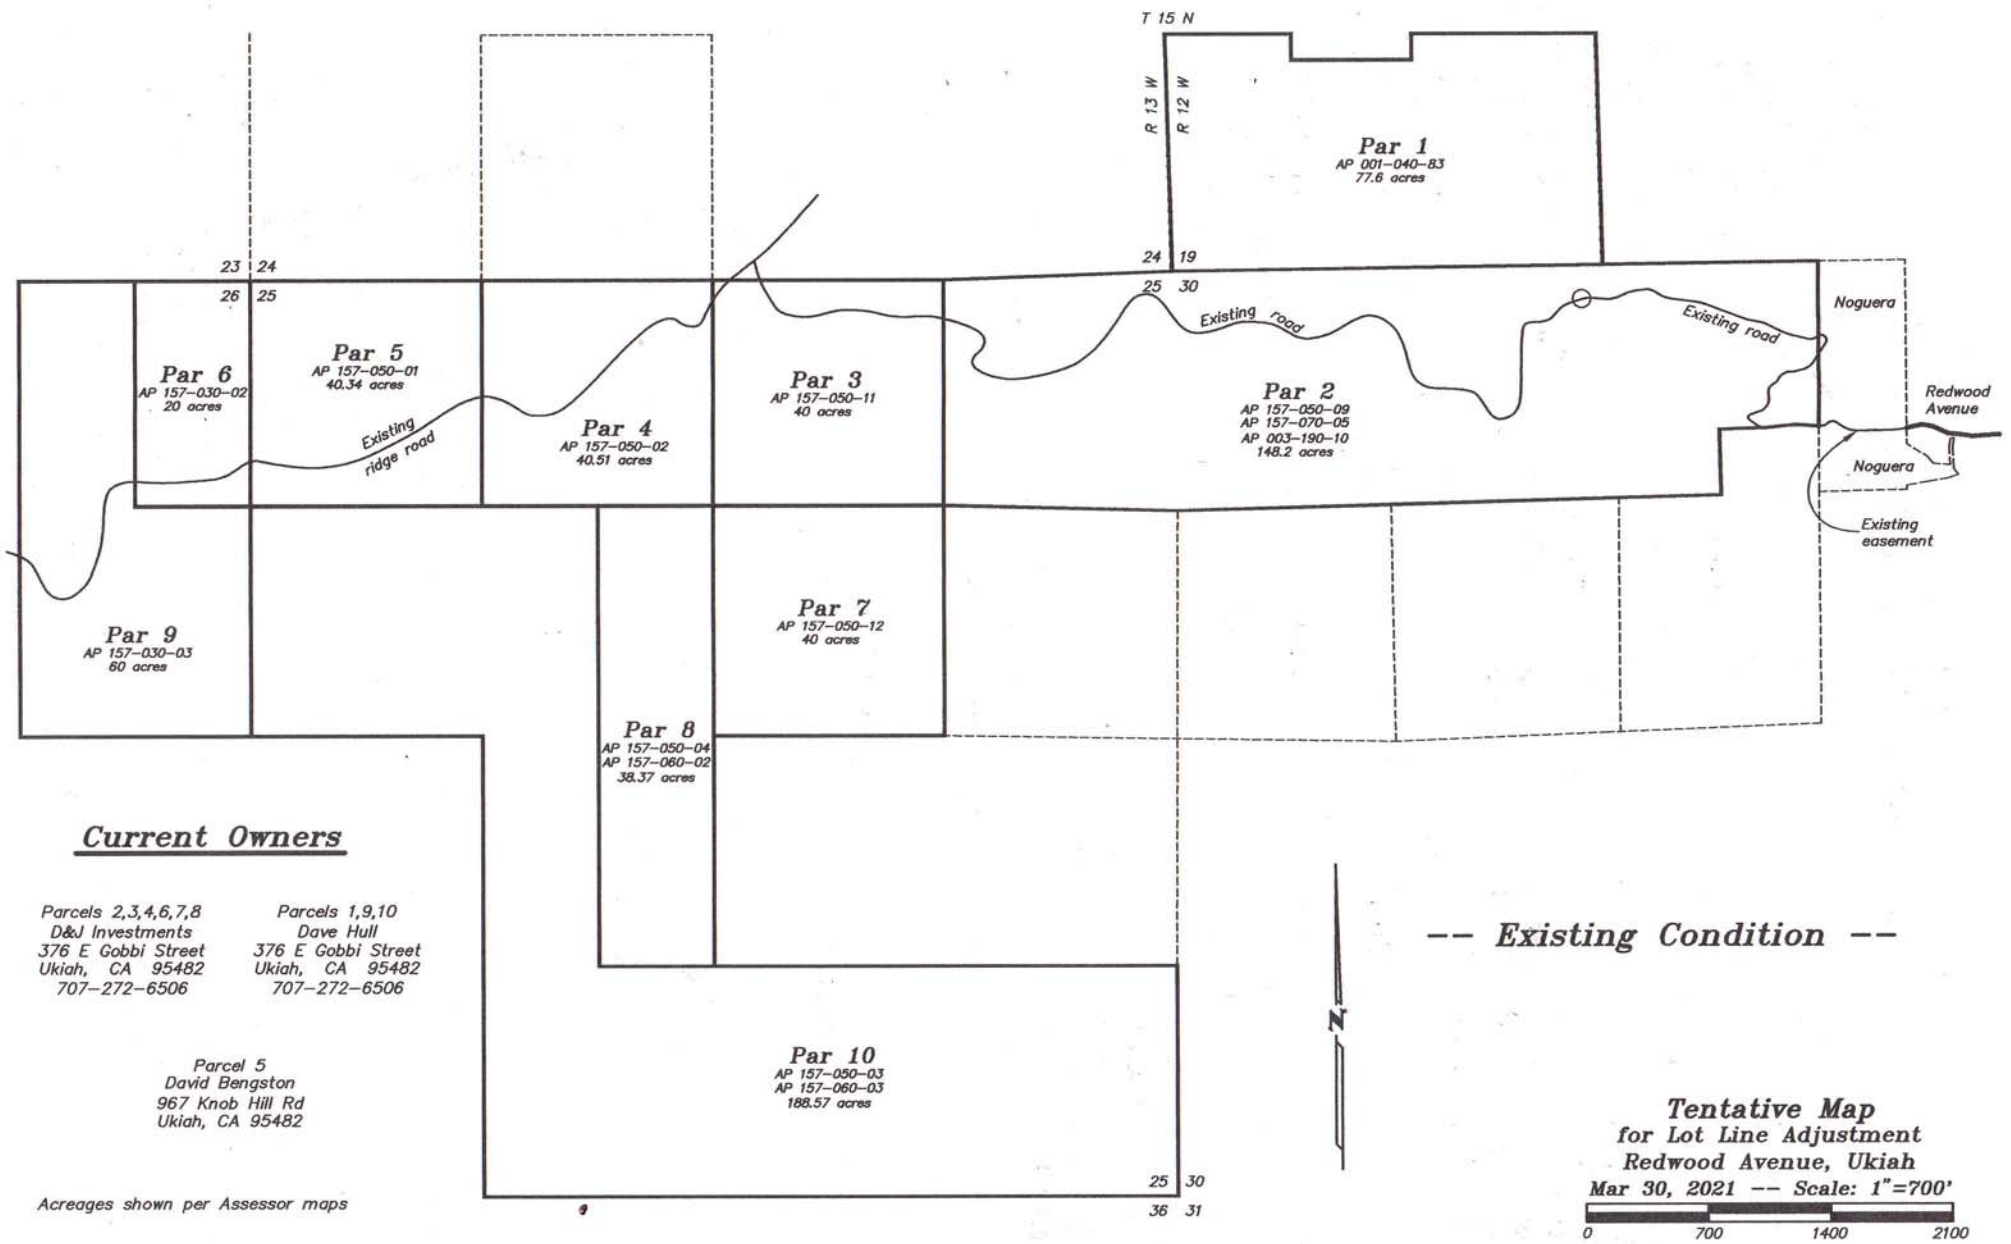 T 15 N
R 13 W
R 12 W
Par 1
AP 001-040-83
77.6 acres
23 24
26 25
24 19
25 30
Noguera
Existing road
Existing road
Par 6
AP 157-030-02
20 acres
Par 5
AP 157-050-01
40.34 acres
Existing
ridge road
Par 4
AP 157-050-02
40.51 acres
Par 3
AP 157-050-11
40 acres
Par 2
AP 157-050-09
AP 157-070-05
AP 003-190-10
148.2 acres
Redwood
Avenue
Noguera
Existing
easement
Par 9
AP 157-030-03
60 acres
Par 7
AP 157-050-12
40 acres
Par 8
AP 157-050-04
AP 157-060-02
38.37 acres
Current Owners
Parcels 2,3,4,6,7,8
D&J Investments
376 E Gobbi Street
Ukiah, CA 95482
707-272-6506
Parcels 1,9,10
Dave Hull
376 E Gobbi Street
Ukiah, CA 95482
707-272-6506
Parcel 5
David Bengston
967 Knob Hill Rd
Ukiah, CA 95482
Acreages shown per Assessor maps
Par 10
AP 157-050-03
AP 157-060-03
188.57 acres
25 30
36 31
N
-- Existing Condition --
Tentative Map
for Lot Line Adjustment
Redwood Avenue, Ukiah
Mar 30, 2021 -- Scale: 1"=700'
0 700 1400 2100